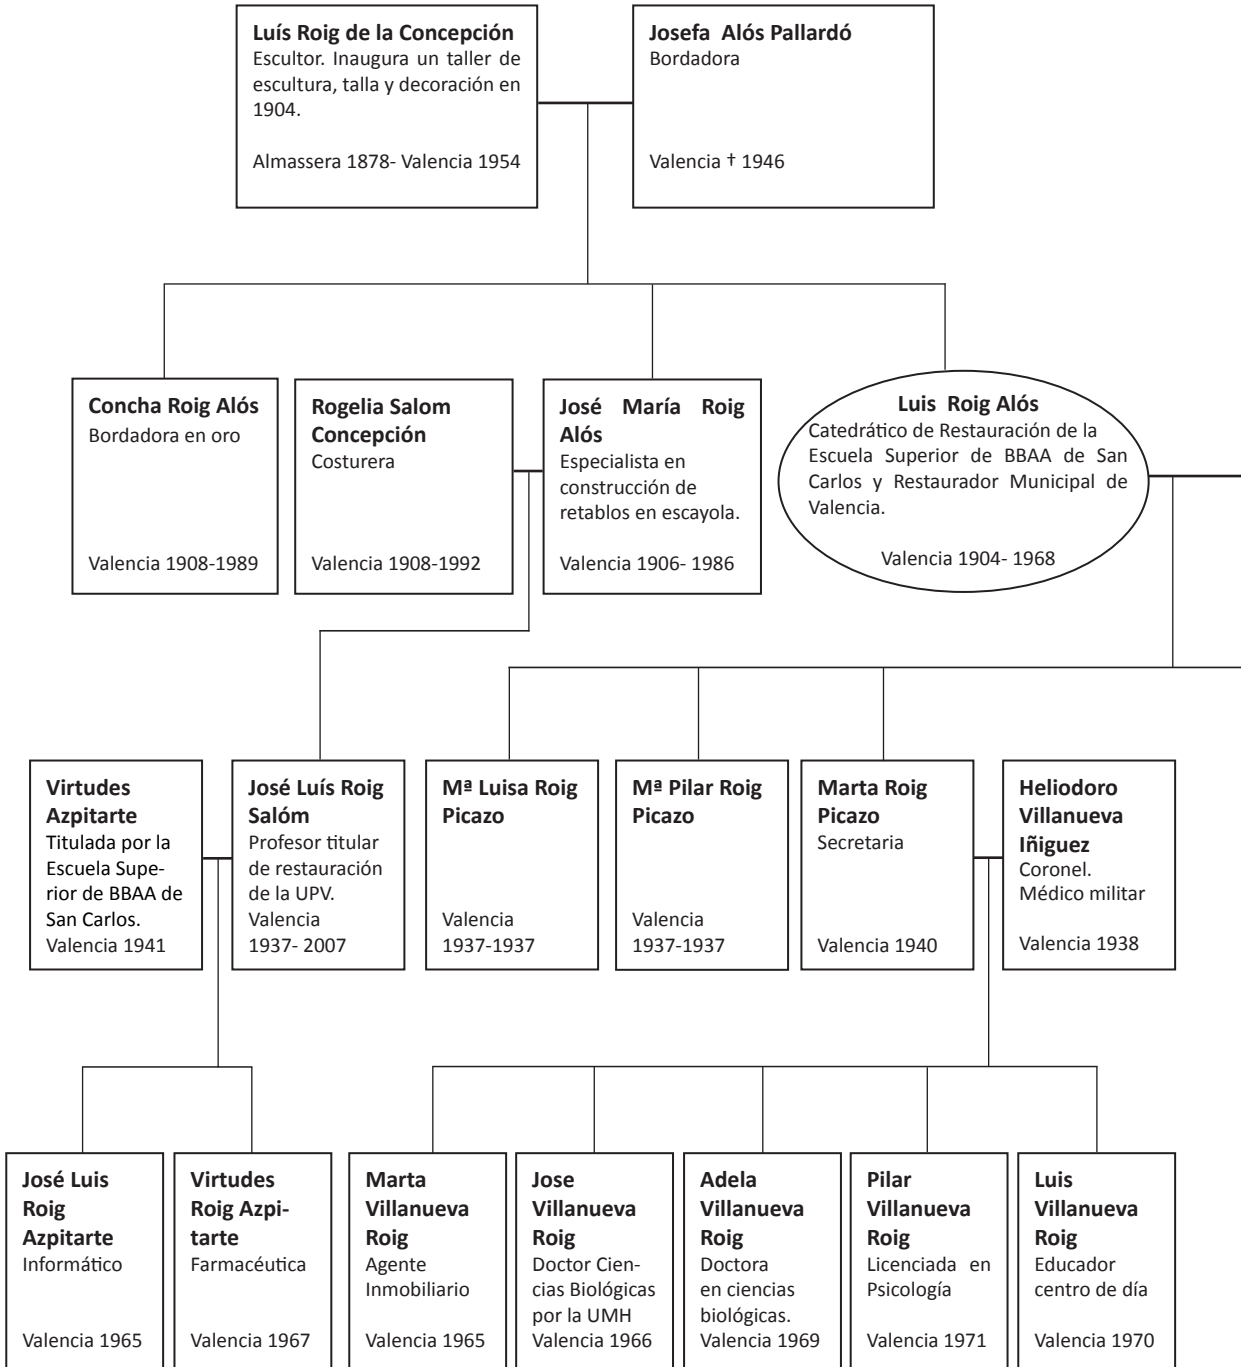 Luís Roig de la Concepción
Escultor. Inaugura un taller de
escultura, talla y decoración en
1904.
Almassera 1878- Valencia 1954
Josefa Alós Pallardó
Bordadora
Valencia † 1946
Concha Roig Alós
Bordadora en oro
Valencia 1908-1989
Rogelia Salom
Concepción
Costurera
Valencia 1908-1992
José María Roig
Alós
Especialista en
construcción de
retablos en escayola.
Valencia 1906- 1986
Luis Roig Alós
Catedrático de Restauración de la
Escuela Superior de BBAA de San
Carlos y Restaurador Municipal de
Valencia.
Valencia 1904- 1968
Virtudes
Azpitarte
Titulada por la
Escuela Supe-
rior de BBAA de
San Carlos.
Valencia 1941
José Luís Roig
Salóm
Profesor titular
de restauración
de la UPV.
Valencia
1937- 2007
Mª Luisa Roig
Picazo
Valencia
1937-1937
Mª Pilar Roig
Picazo
Valencia
1937-1937
Marta Roig
Picazo
Secretaria
Valencia 1940
Heliodoro
Villanueva
Iñiguez
Coronel.
Médico militar
Valencia 1938
José Luis
Roig
Azpitarte
Informático
Valencia 1965
Virtudes
Roig Azpi-
tarte
Farmacéutica
Valencia 1967
Marta
Villanueva
Roig
Agente
Inmobiliario
Valencia 1965
Jose
Villanueva
Roig
Doctor Cien-
cias Biológicas
por la UMH
Valencia 1966
Adela
Villanueva
Roig
Doctora
en ciencias
biológicas.
Valencia 1969
Pilar
Villanueva
Roig
Licenciada en
Psicología
Valencia 1971
Luis
Villanueva
Roig
Educador
centro de día
Valencia 1970